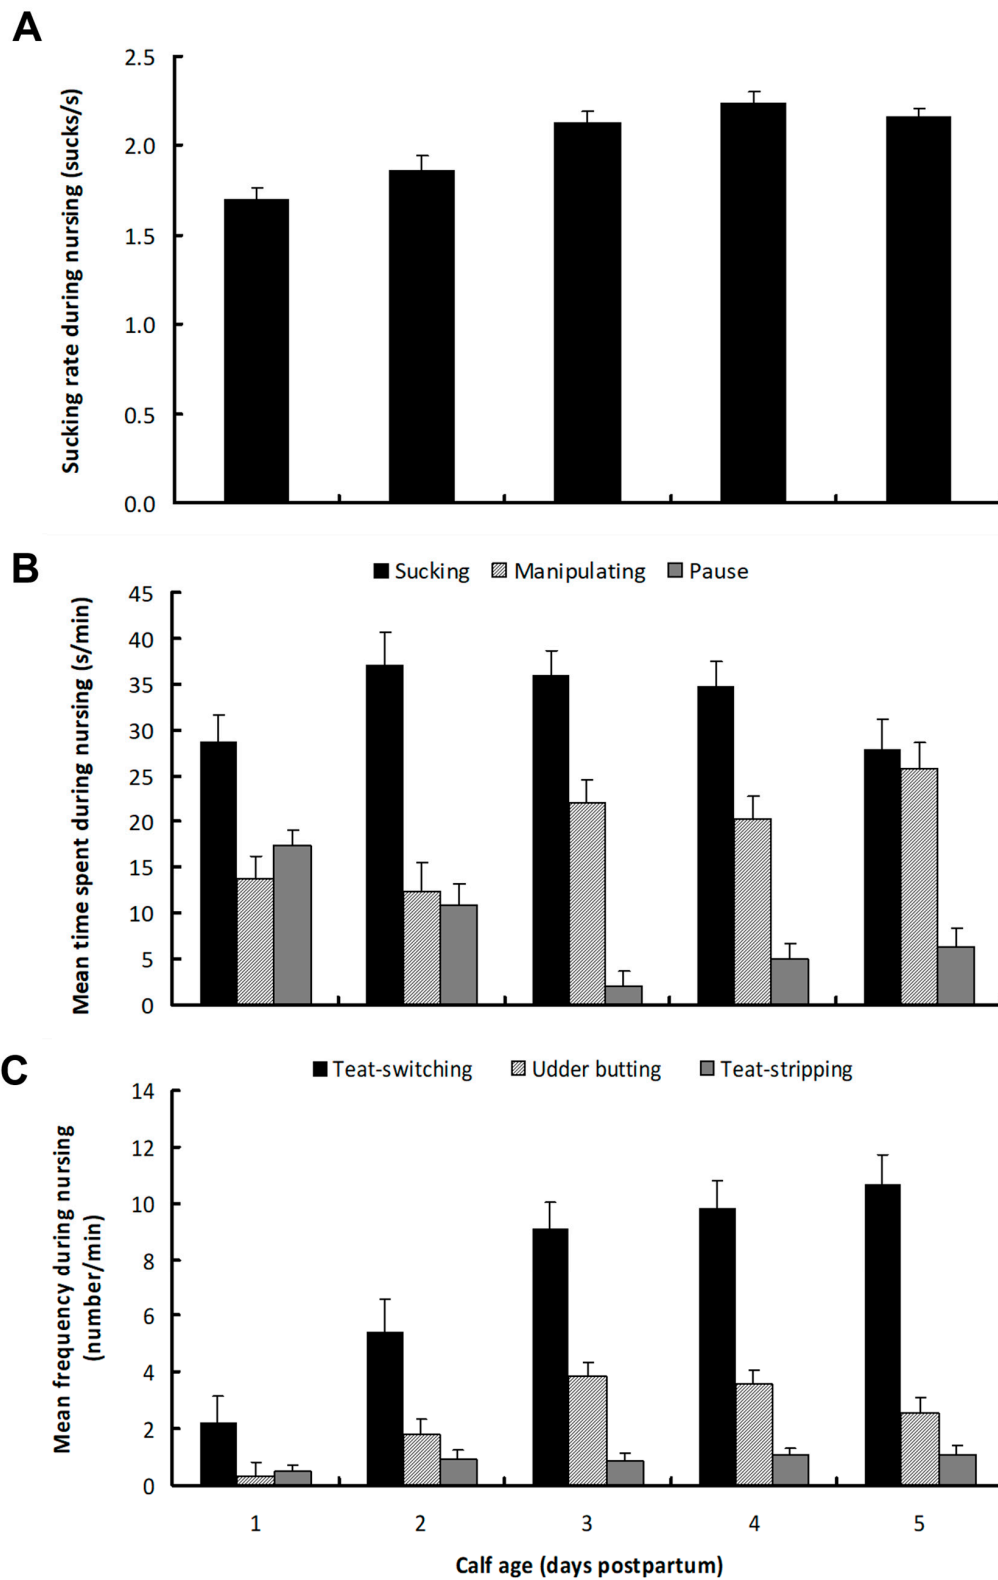 A
Sucking rate during nursing (sucks/s)
2.5
2.0
1.5
1.0
0.5
0.0
B
Sucking Manipulating Pause
Mean time spent during nursing (s/min)
45
40
35
30
25
20
15
10
5
0
C
Teat-switching Udder butting Teat-stripping
Mean frequency during nursing
(number/min)
14
12
10
8
6
4
2
0
1 2 3 4 5
Calf age (days postpartum)